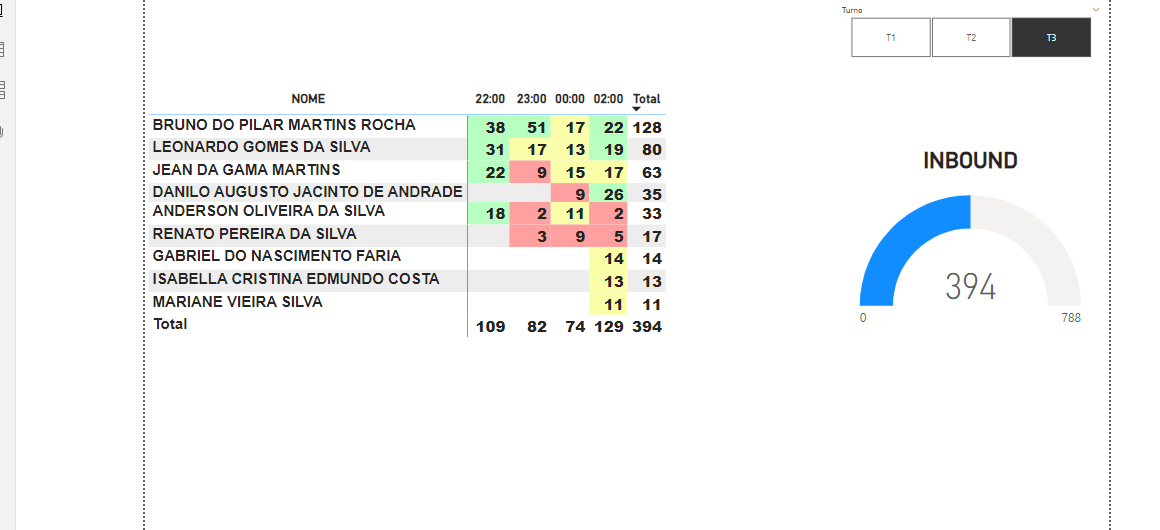 Turno
T1 T2 T3
NOME 22:00 23:00 00:00 02:00 Total
BRUNO DO PILAR MARTINS ROCHA 38 51 17 22 128
LEONARDO GOMES DA SILVA 31 17 13 19 80
JEAN DA GAMA MARTINS 22 9 15 17 63
DANILO AUGUSTO JACINTO DE ANDRADE 9 26 35
ANDERSON OLIVEIRA DA SILVA 18 2 11 2 33
RENATO PEREIRA DA SILVA 3 9 5 17
GABRIEL DO NASCIMENTO FARIA 14 14
ISABELLA CRISTINA EDMUNDO COSTA 13 13
MARIANE VIEIRA SILVA 11 11
Total 109 82 74 129 394
INBOUND
394
0 788